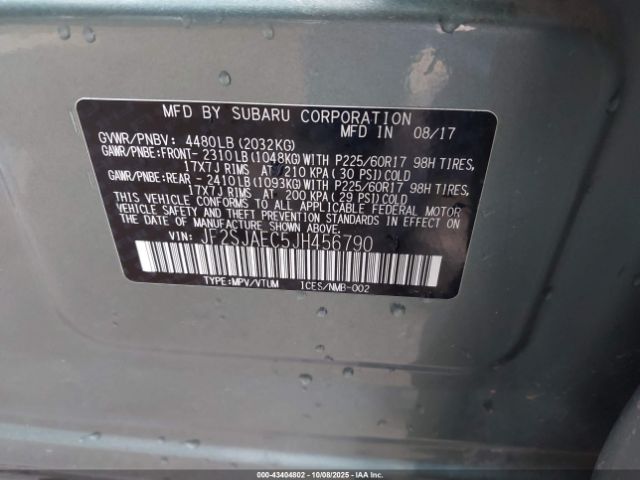 MFD BY SUBARU CORPORATION
MFD IN 08/17
GVWR/PNBV: 4480LB (2032KG)
GAWR/PNBE:FRONT- 2310LB(1048KG)WITH P225/60R17 98H TIRES,
17X7J RIMS AT 210 KPA(30 PSI)COLD
GAWR/PNBE:REAR - 2410LB(1093KG)WITH P225/60R17 98H TIRES,
17X7J RIMS AT 200 KPA(29 PSI)COLD
THIS VEHICLE CONFORMS TO ALL APPLICABLE FEDERAL MOTOR
VEHICLE SAFETY AND THEFT PREVENTION STANDARDS IN EFFECT
ON THE DATE OF MANUFACTURE SHOWN ABOVE.
VIN: JF2SJAEC5JH456790
TYPE:MPV/VTUM ICES/NMB-002
000-43404802 10/08/2025 - IAA